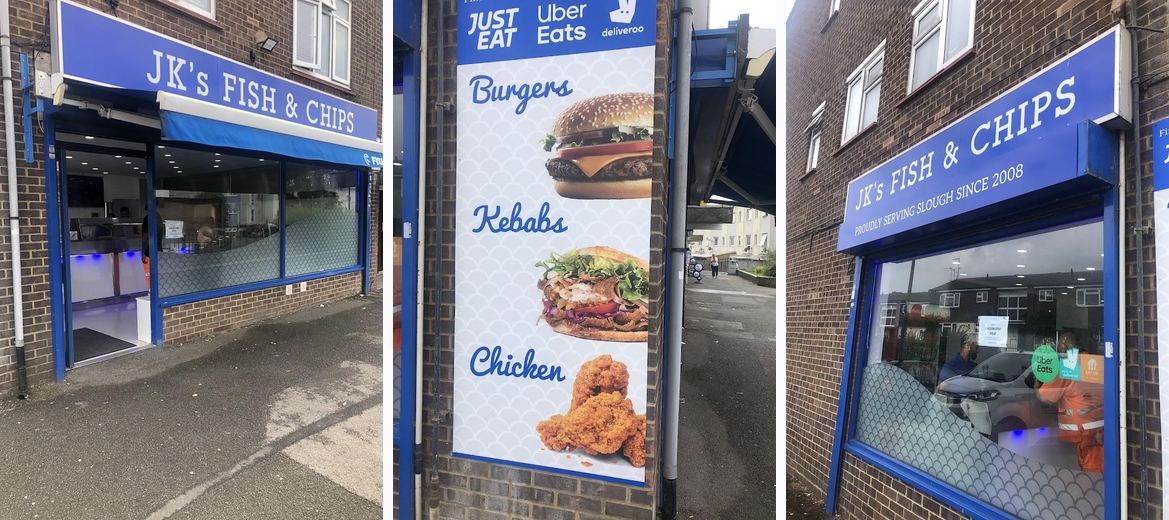 JK's FISH & CHIPS
JUST
EAT
Uber
Eats
deliveroo
Burgers
Kebabs
Chicken
JK's FISH & CHIPS
PROUDLY SERVING SLOUGH SINCE 2008
Uber
Eats